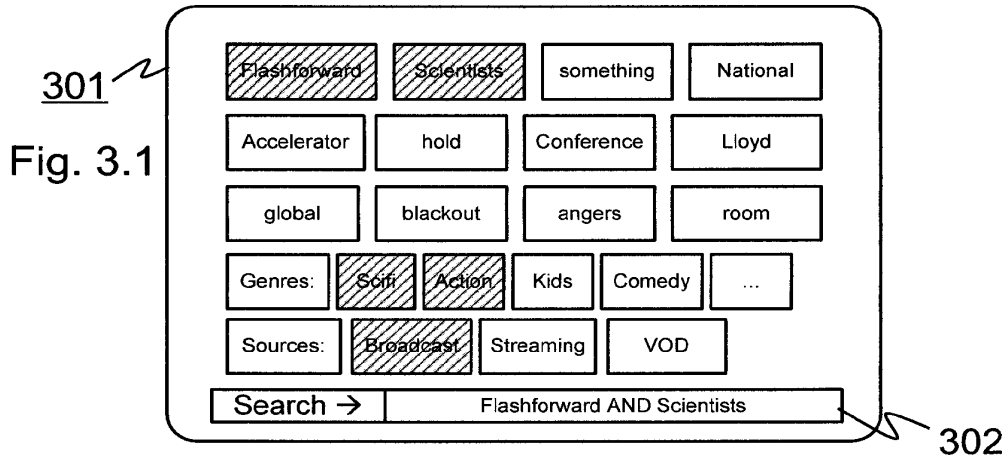 Flashforward Scientists something National
301
Accelerator hold Conference Lloyd
Fig. 3.1
global blackout angers room
Genres: Scifi Action Kids Comedy ...
Sources: Broadcast Streaming VOD
Search → Flashforward AND Scientists
302